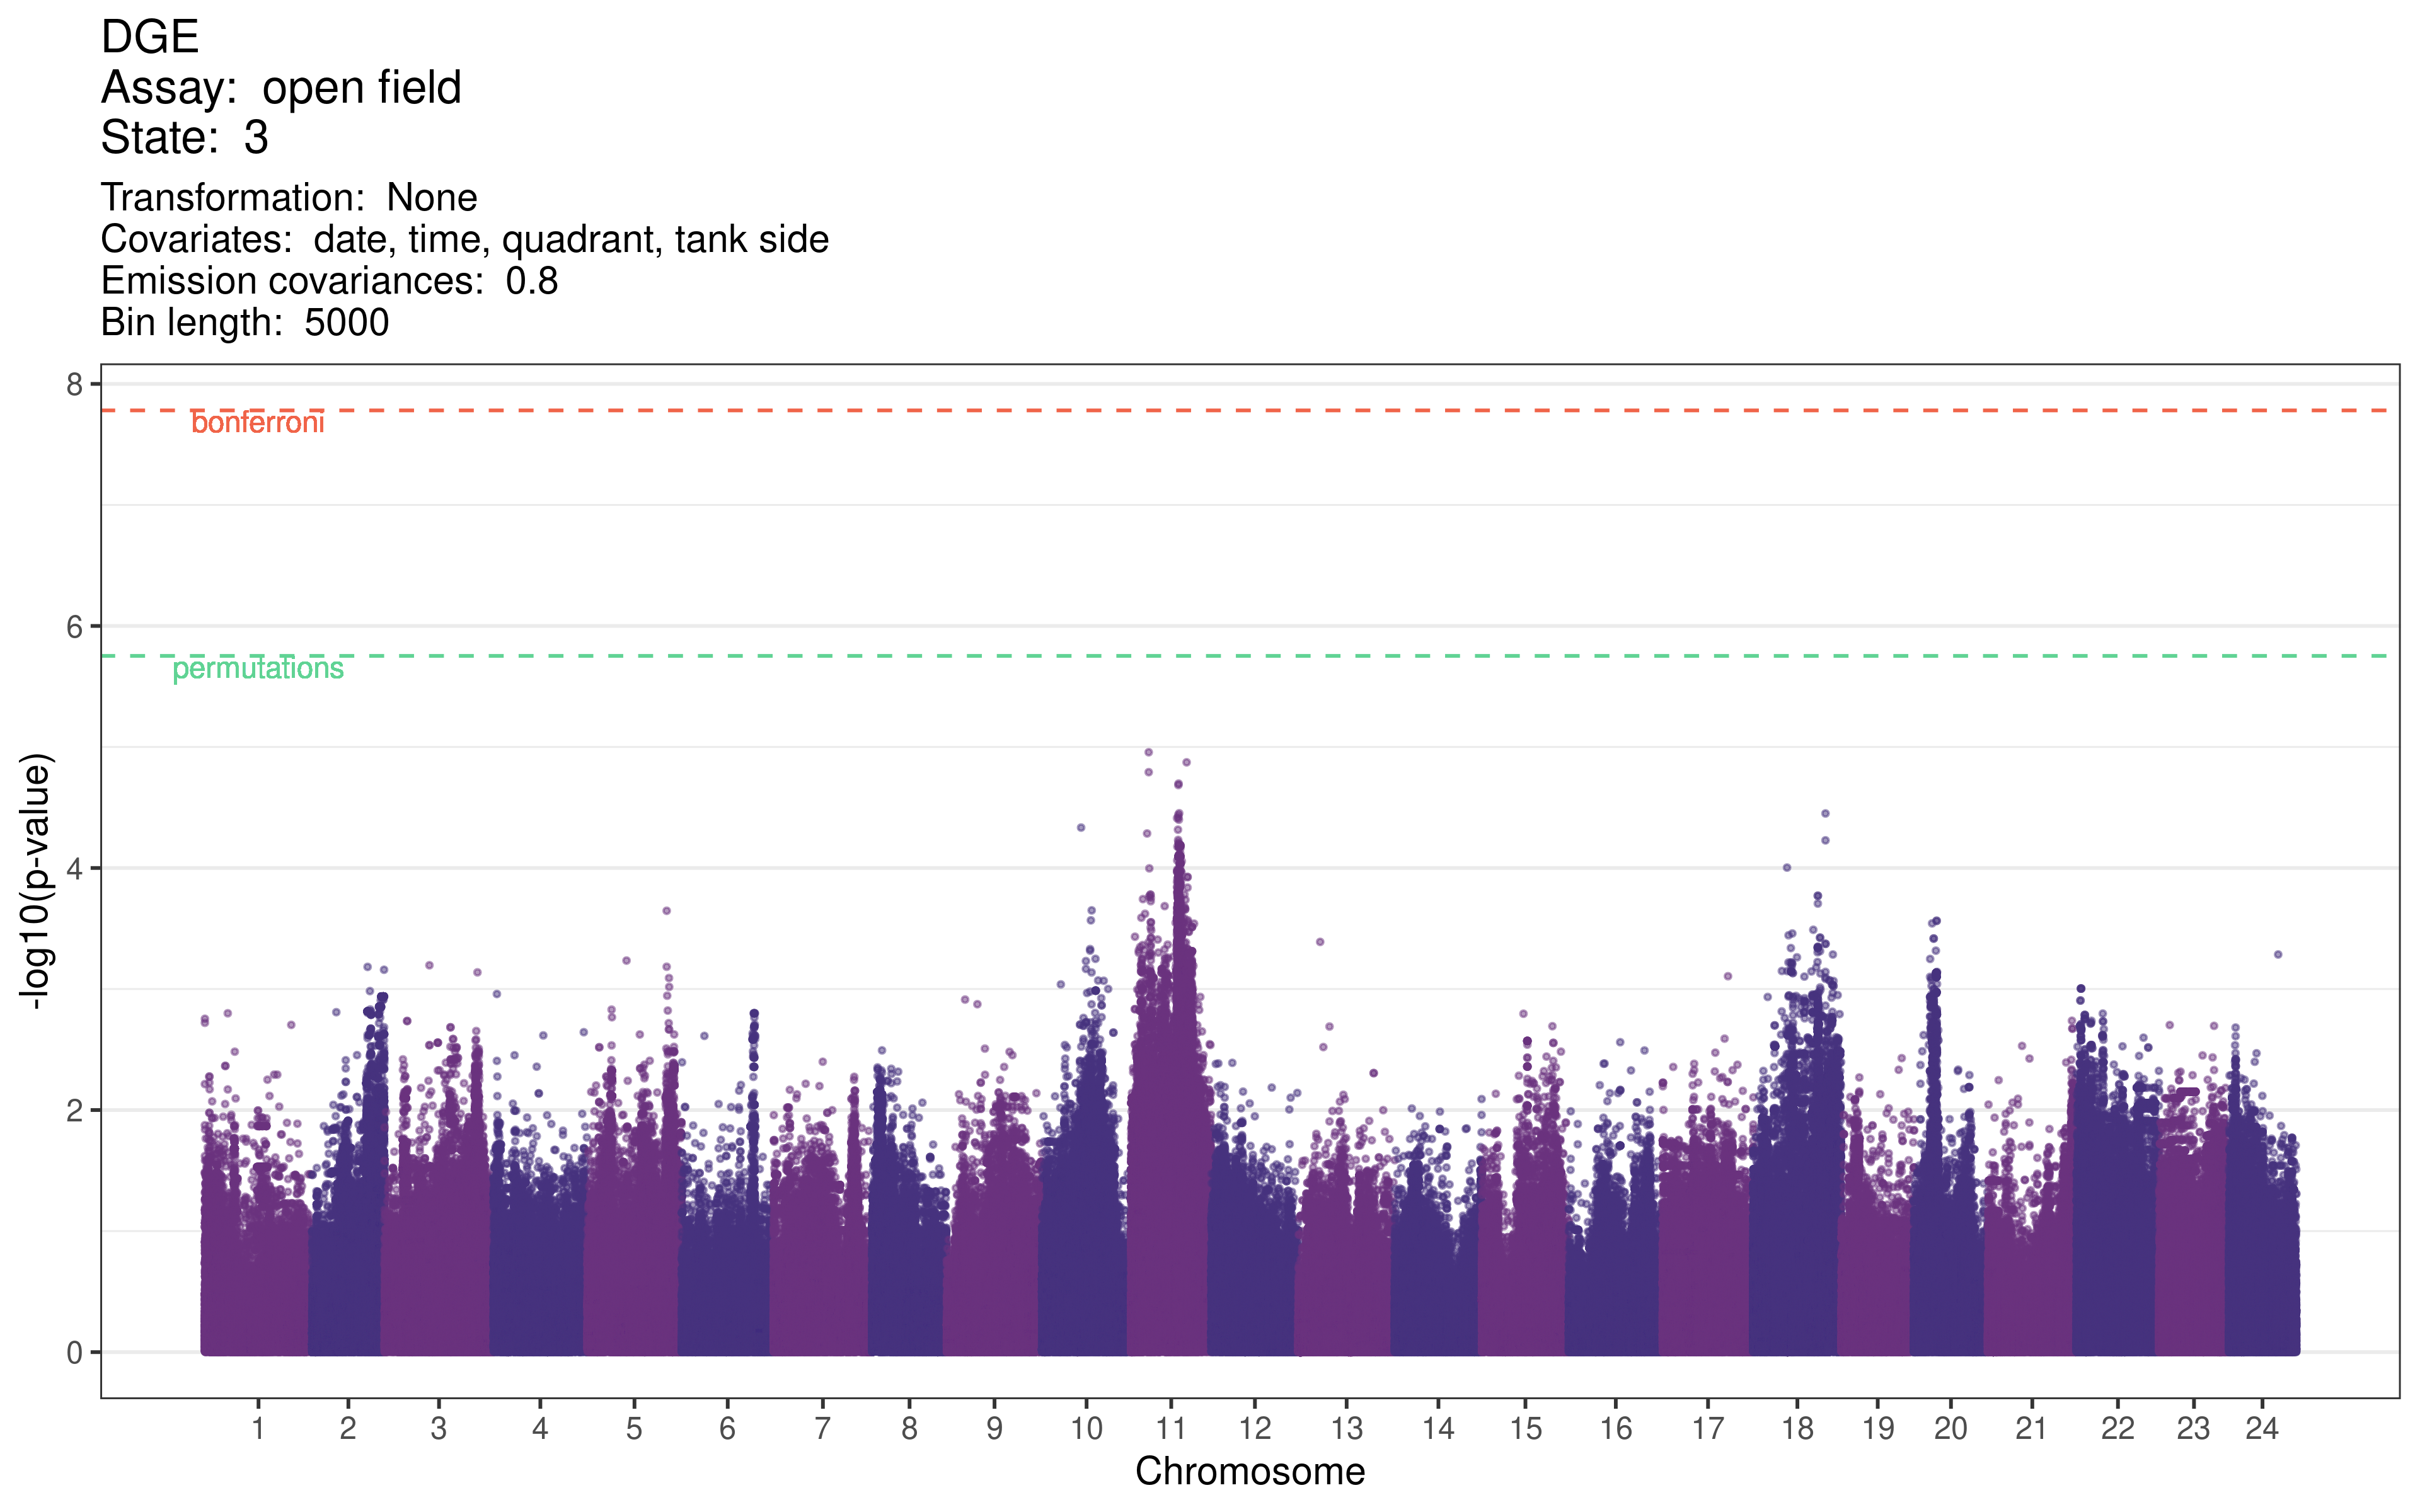 DGE
Assay: open field
State: 3
Transformation: None
Covariates: date, time, quadrant, tank side
Emission covariances: 0.8
Bin length: 5000
8
bonferroni
6
permutations
4
2
0
-log10(p-value)
1 2 3 4 5 6 7 8 9 10 11 12 13 14 15 16 17 18 19 20 21 22 23 24
Chromosome